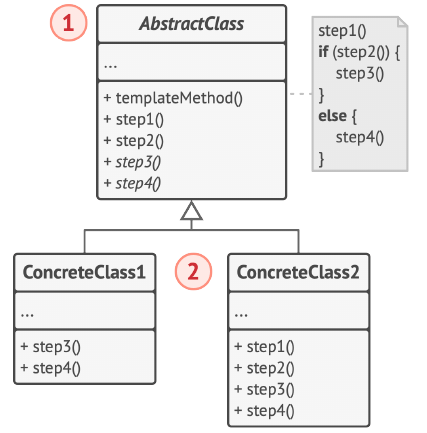 1
AbstractClass
...
+ templateMethod()
+ step1()
+ step2()
+ step3()
+ step4()
step1()
if (step2()) {
step3()
}
else {
step4()
}
2
ConcreteClass1
...
+ step3()
+ step4()
ConcreteClass2
...
+ step1()
+ step2()
+ step3()
+ step4()